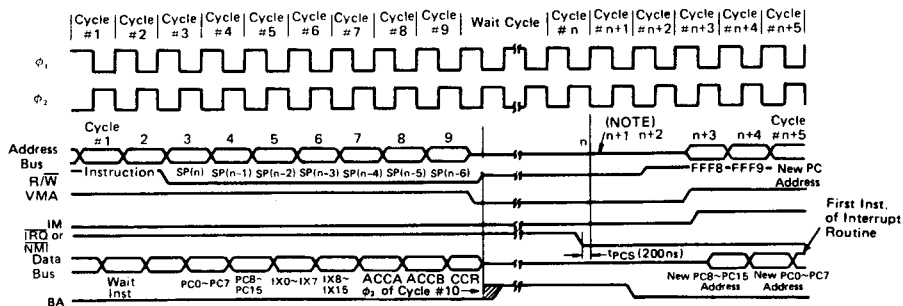 Cycle #1 Cycle #2 Cycle #3 Cycle #4 Cycle #5 Cycle #6 Cycle #7 Cycle #8 Cycle #9 Wait Cycle Cycle #n Cycle #n+1 Cycle #n+2 Cycle #n+3 Cycle #n+4 Cycle #n+5
ϕ1
ϕ2
Cycle #1 2 3 4 5 6 7 8 9 n (NOTE) n+1 n+2 n+3 n+4 Cycle #n+5
Address Bus
Instruction SP(n) SP(n-1) SP(n-2) SP(n-3) SP(n-4) SP(n-5) SP(n-6) FFF8 FFF9 New PC Address
R/W̅
VMA
IM
I̅R̅Q̅ or N̅M̅I̅
tPCS (200ns)
First Inst. of Interrupt Routine
Data Bus
Wait Inst PC0~PC7 PC8~PC15 IX0~IX7 IX8~IX15 ACCA ACCB CCR New PC8~PC15 Address New PC0~PC7 Address
ϕ2 of Cycle #10
BA